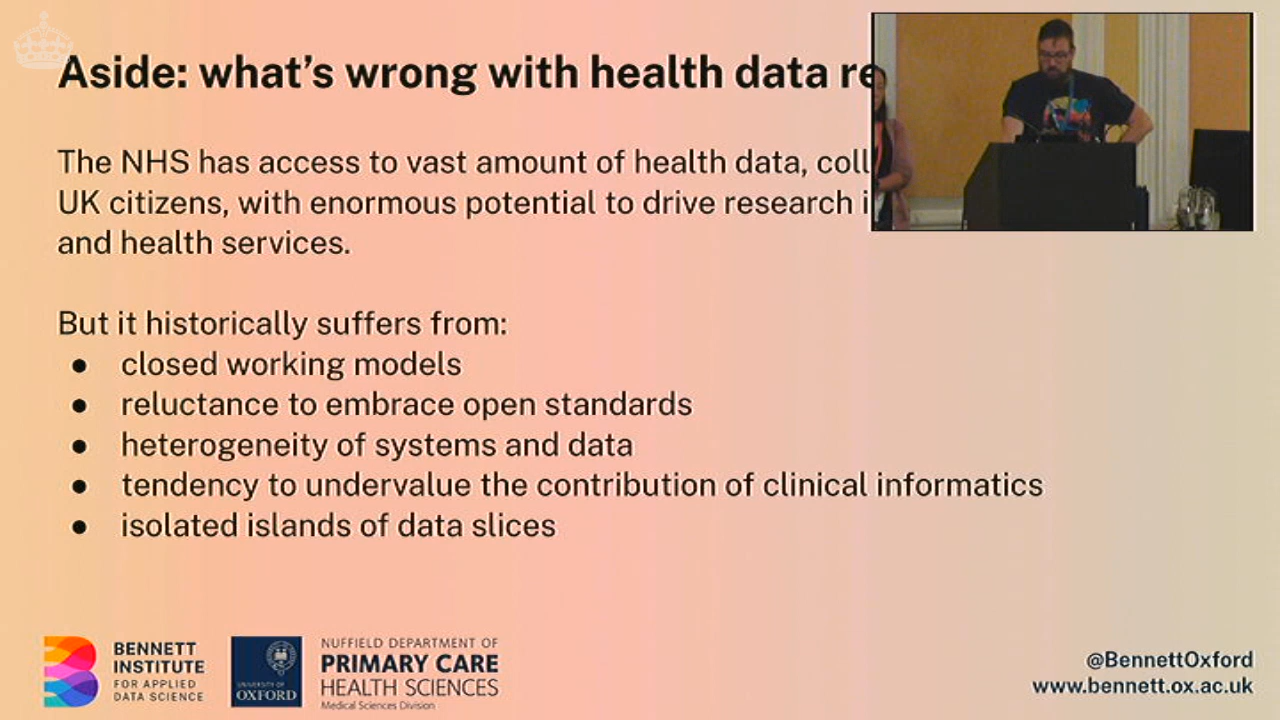 Aside: what's wrong with health data re
The NHS has access to vast amount of health data, coll
UK citizens, with enormous potential to drive research i
and health services.
But it historically suffers from:
● closed working models
● reluctance to embrace open standards
● heterogeneity of systems and data
● tendency to undervalue the contribution of clinical informatics
● isolated islands of data slices
BENNETT
INSTITUTE
FOR APPLIED
DATA SCIENCE
UNIVERSITY OF
OXFORD
NUFFIELD DEPARTMENT OF
PRIMARY CARE
HEALTH SCIENCES
Medical Sciences Division
@BennettOxford
www.bennett.ox.ac.uk